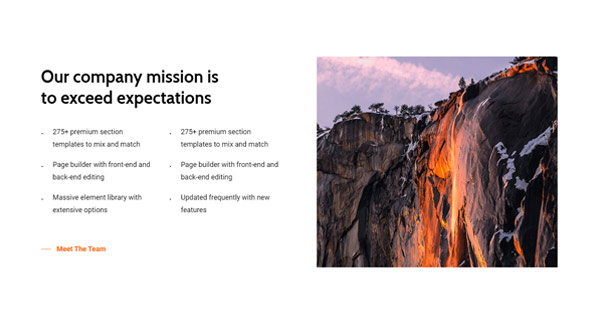 Our company mission is
to exceed expectations
275+ premium section
templates to mix and match
Page builder with front-end and
back-end editing
Massive element library with
extensive options
275+ premium section
templates to mix and match
Page builder with front-end and
back-end editing
Updated frequently with new
features
Meet The Team